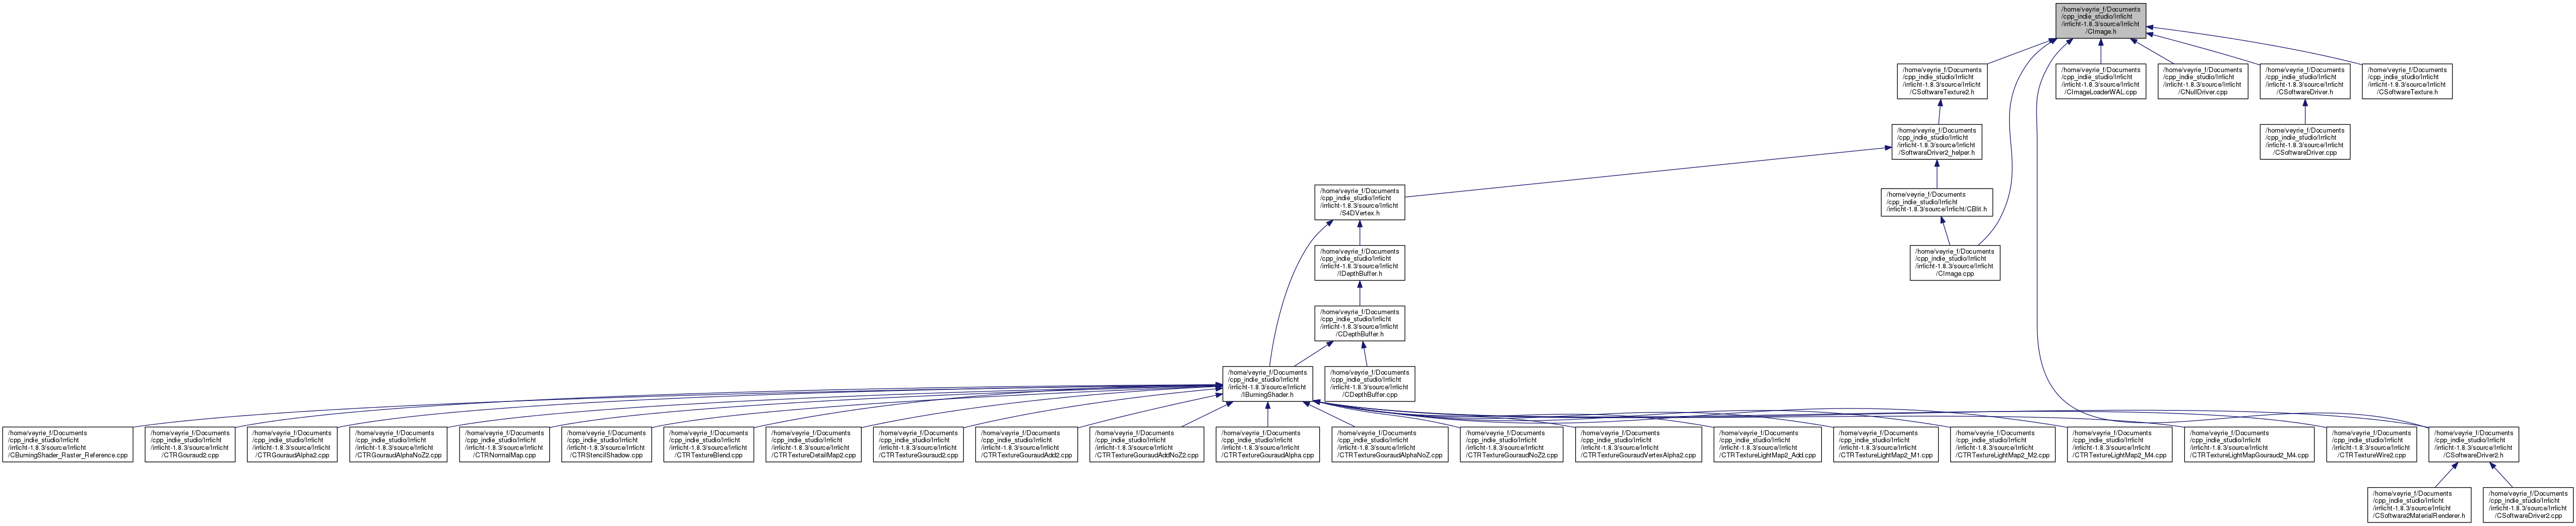 /home/veyrie_f/Documents
/cpp_indie_studio/Irrlicht
/irrlicht-1.8.3/source/Irrlicht
/CImage.h
/home/veyrie_f/Documents
/cpp_indie_studio/Irrlicht
/irrlicht-1.8.3/source/Irrlicht
/CSoftwareTexture2.h
/home/veyrie_f/Documents
/cpp_indie_studio/Irrlicht
/irrlicht-1.8.3/source/Irrlicht
/CImageLoaderWAL.cpp
/home/veyrie_f/Documents
/cpp_indie_studio/Irrlicht
/irrlicht-1.8.3/source/Irrlicht
/CNullDriver.cpp
/home/veyrie_f/Documents
/cpp_indie_studio/Irrlicht
/irrlicht-1.8.3/source/Irrlicht
/CSoftwareDriver.h
/home/veyrie_f/Documents
/cpp_indie_studio/Irrlicht
/irrlicht-1.8.3/source/Irrlicht
/CSoftwareTexture.h
/home/veyrie_f/Documents
/cpp_indie_studio/Irrlicht
/irrlicht-1.8.3/source/Irrlicht
/SoftwareDriver2_helper.h
/home/veyrie_f/Documents
/cpp_indie_studio/Irrlicht
/irrlicht-1.8.3/source/Irrlicht
/CSoftwareDriver.cpp
/home/veyrie_f/Documents
/cpp_indie_studio/Irrlicht
/irrlicht-1.8.3/source/Irrlicht
/S4DVertex.h
/home/veyrie_f/Documents
/cpp_indie_studio/Irrlicht
/irrlicht-1.8.3/source/Irrlicht/CBlit.h
/home/veyrie_f/Documents
/cpp_indie_studio/Irrlicht
/irrlicht-1.8.3/source/Irrlicht
/IDepthBuffer.h
/home/veyrie_f/Documents
/cpp_indie_studio/Irrlicht
/irrlicht-1.8.3/source/Irrlicht
/CImage.cpp
/home/veyrie_f/Documents
/cpp_indie_studio/Irrlicht
/irrlicht-1.8.3/source/Irrlicht
/CDepthBuffer.h
/home/veyrie_f/Documents
/cpp_indie_studio/Irrlicht
/irrlicht-1.8.3/source/Irrlicht
/IBurningShader.h
/home/veyrie_f/Documents
/cpp_indie_studio/Irrlicht
/irrlicht-1.8.3/source/Irrlicht
/CDepthBuffer.cpp
/home/veyrie_f/Documents
/cpp_indie_studio/Irrlicht
/irrlicht-1.8.3/source/Irrlicht
/CBurningShader_Raster_Reference.cpp
/home/veyrie_f/Documents
/cpp_indie_studio/Irrlicht
/irrlicht-1.8.3/source/Irrlicht
/CTRGouraud2.cpp
/home/veyrie_f/Documents
/cpp_indie_studio/Irrlicht
/irrlicht-1.8.3/source/Irrlicht
/CTRGouraudAlpha2.cpp
/home/veyrie_f/Documents
/cpp_indie_studio/Irrlicht
/irrlicht-1.8.3/source/Irrlicht
/CTRGouraudAlphaNoZ2.cpp
/home/veyrie_f/Documents
/cpp_indie_studio/Irrlicht
/irrlicht-1.8.3/source/Irrlicht
/CTRNormalMap.cpp
/home/veyrie_f/Documents
/cpp_indie_studio/Irrlicht
/irrlicht-1.8.3/source/Irrlicht
/CTRStencilShadow.cpp
/home/veyrie_f/Documents
/cpp_indie_studio/Irrlicht
/irrlicht-1.8.3/source/Irrlicht
/CTRTextureBlend.cpp
/home/veyrie_f/Documents
/cpp_indie_studio/Irrlicht
/irrlicht-1.8.3/source/Irrlicht
/CTRTextureDetailMap2.cpp
/home/veyrie_f/Documents
/cpp_indie_studio/Irrlicht
/irrlicht-1.8.3/source/Irrlicht
/CTRTextureGouraud2.cpp
/home/veyrie_f/Documents
/cpp_indie_studio/Irrlicht
/irrlicht-1.8.3/source/Irrlicht
/CTRTextureGouraudAdd2.cpp
/home/veyrie_f/Documents
/cpp_indie_studio/Irrlicht
/irrlicht-1.8.3/source/Irrlicht
/CTRTextureGouraudAddNoZ2.cpp
/home/veyrie_f/Documents
/cpp_indie_studio/Irrlicht
/irrlicht-1.8.3/source/Irrlicht
/CTRTextureGouraudAlpha.cpp
/home/veyrie_f/Documents
/cpp_indie_studio/Irrlicht
/irrlicht-1.8.3/source/Irrlicht
/CTRTextureGouraudAlphaNoZ.cpp
/home/veyrie_f/Documents
/cpp_indie_studio/Irrlicht
/irrlicht-1.8.3/source/Irrlicht
/CTRTextureGouraudNoZ2.cpp
/home/veyrie_f/Documents
/cpp_indie_studio/Irrlicht
/irrlicht-1.8.3/source/Irrlicht
/CTRTextureGouraudVertexAlpha2.cpp
/home/veyrie_f/Documents
/cpp_indie_studio/Irrlicht
/irrlicht-1.8.3/source/Irrlicht
/CTRTextureLightMap2_Add.cpp
/home/veyrie_f/Documents
/cpp_indie_studio/Irrlicht
/irrlicht-1.8.3/source/Irrlicht
/CTRTextureLightMap2_M1.cpp
/home/veyrie_f/Documents
/cpp_indie_studio/Irrlicht
/irrlicht-1.8.3/source/Irrlicht
/CTRTextureLightMap2_M2.cpp
/home/veyrie_f/Documents
/cpp_indie_studio/Irrlicht
/irrlicht-1.8.3/source/Irrlicht
/CTRTextureLightMap2_M4.cpp
/home/veyrie_f/Documents
/cpp_indie_studio/Irrlicht
/irrlicht-1.8.3/source/Irrlicht
/CTRTextureLightMapGouraud2_M4.cpp
/home/veyrie_f/Documents
/cpp_indie_studio/Irrlicht
/irrlicht-1.8.3/source/Irrlicht
/CTRTextureWire2.cpp
/home/veyrie_f/Documents
/cpp_indie_studio/Irrlicht
/irrlicht-1.8.3/source/Irrlicht
/CSoftwareDriver2.h
/home/veyrie_f/Documents
/cpp_indie_studio/Irrlicht
/irrlicht-1.8.3/source/Irrlicht
/CSoftware2MaterialRenderer.h
/home/veyrie_f/Documents
/cpp_indie_studio/Irrlicht
/irrlicht-1.8.3/source/Irrlicht
/CSoftwareDriver2.cpp